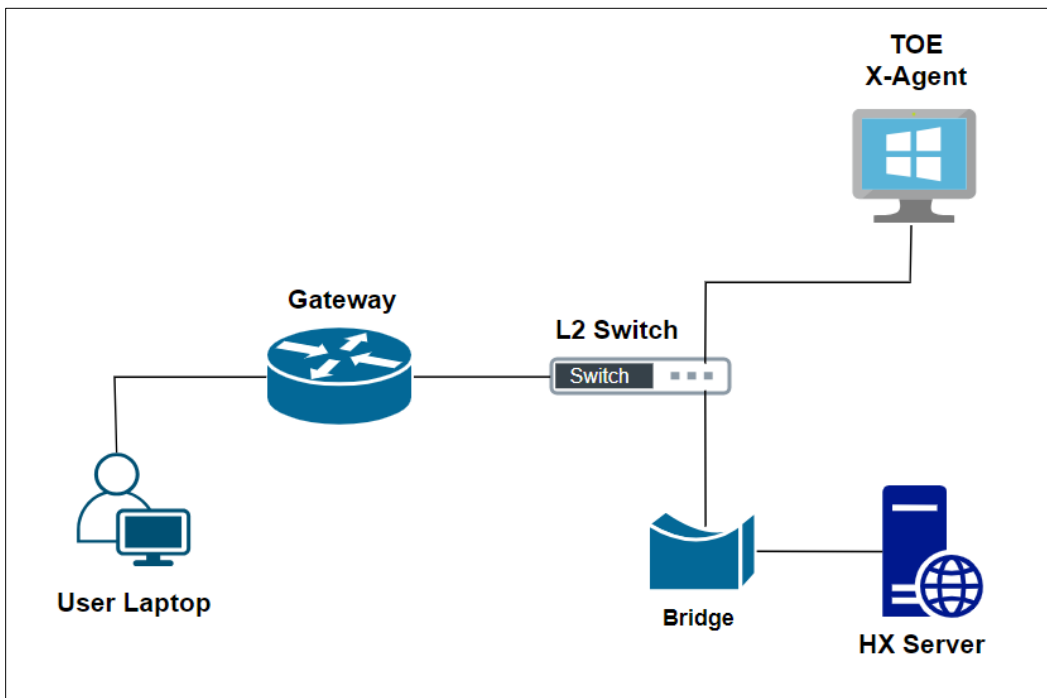 TOE
X-Agent
Gateway
L2 Switch
Switch
User Laptop
Bridge
HX Server